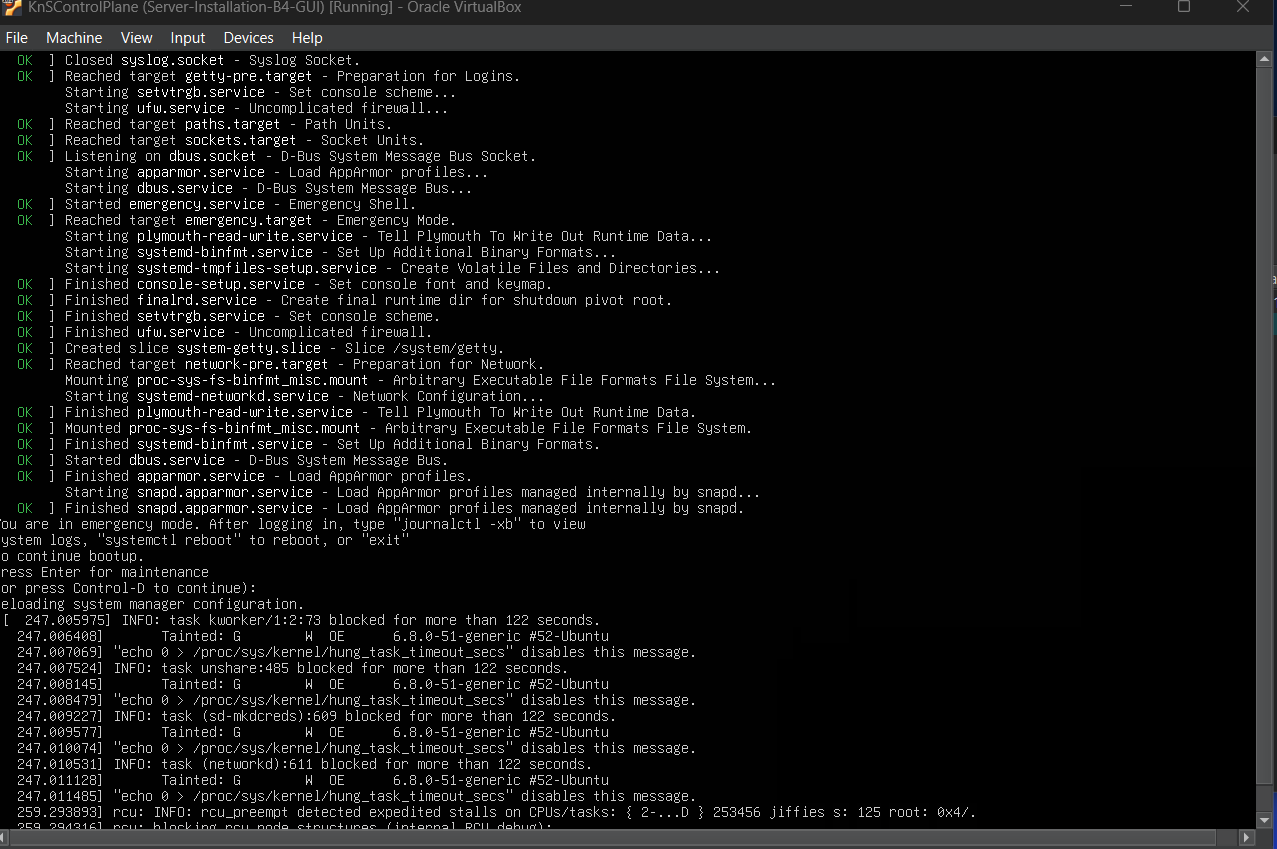 KnSControlPlane (Server-Installation-B4-GUI) [Running] - Oracle VirtualBox
File Machine View Input Devices Help
OK ] Closed syslog.socket - Syslog Socket.
OK ] Reached target getty-pre.target - Preparation for Logins.
Starting setvtrgb.service - Set console scheme...
Starting ufw.service - Uncomplicated firewall...
OK ] Reached target paths.target - Path Units.
OK ] Reached target sockets.target - Socket Units.
OK ] Listening on dbus.socket - D-Bus System Message Bus Socket.
Starting apparmor.service - Load AppArmor profiles...
Starting dbus.service - D-Bus System Message Bus...
OK ] Started emergency.service - Emergency Shell.
OK ] Reached target emergency.target - Emergency Mode.
Starting plymouth-read-write.service - Tell Plymouth To Write Out Runtime Data...
Starting systemd-binfmt.service - Set Up Additional Binary Formats...
Starting systemd-tmpfiles-setup.service - Create Volatile Files and Directories...
OK ] Finished console-setup.service - Set console font and keymap.
OK ] Finished finalrd.service - Create final runtime dir for shutdown pivot root.
OK ] Finished setvtrgb.service - Set console scheme.
OK ] Finished ufw.service - Uncomplicated firewall.
OK ] Created slice system-getty.slice - Slice /system/getty.
OK ] Reached target network-pre.target - Preparation for Network.
Mounting proc-sys-fs-binfmt_misc.mount - Arbitrary Executable File Formats File System...
Starting systemd-networkd.service - Network Configuration...
OK ] Finished plymouth-read-write.service - Tell Plymouth To Write Out Runtime Data.
OK ] Mounted proc-sys-fs-binfmt_misc.mount - Arbitrary Executable File Formats File System.
OK ] Finished systemd-binfmt.service - Set Up Additional Binary Formats.
OK ] Started dbus.service - D-Bus System Message Bus.
OK ] Finished apparmor.service - Load AppArmor profiles.
Starting snapd.apparmor.service - Load AppArmor profiles managed internally by snapd...
OK ] Finished snapd.apparmor.service - Load AppArmor profiles managed internally by snapd.
ou are in emergency mode. After logging in, type "journalctl -xb" to view
ystem logs, "systemctl reboot" to reboot, or "exit"
o continue bootup.
ress Enter for maintenance
or press Control-D to continue):
eloading system manager configuration.
[ 247.005975] INFO: task kworker/1:2:73 blocked for more than 122 seconds.
247.006408] Tainted: G W OE 6.8.0-51-generic #52-Ubuntu
247.007069] "echo 0 > /proc/sys/kernel/hung_task_timeout_secs" disables this message.
247.007524] INFO: task unshare:485 blocked for more than 122 seconds.
247.008145] Tainted: G W OE 6.8.0-51-generic #52-Ubuntu
247.008479] "echo 0 > /proc/sys/kernel/hung_task_timeout_secs" disables this message.
247.009227] INFO: task (sd-mkdcreds):609 blocked for more than 122 seconds.
247.009577] Tainted: G W OE 6.8.0-51-generic #52-Ubuntu
247.010074] "echo 0 > /proc/sys/kernel/hung_task_timeout_secs" disables this message.
247.010531] INFO: task (networkd):611 blocked for more than 122 seconds.
247.011128] Tainted: G W OE 6.8.0-51-generic #52-Ubuntu
247.011485] "echo 0 > /proc/sys/kernel/hung_task_timeout_secs" disables this message.
259.293893] rcu: INFO: rcu_preempt detected expedited stalls on CPUs/tasks: { 2-...D } 253456 jiffies s: 125 root: 0x4/.
259.294316] rcu: blocking rcu_node structures (internal RCU debug):